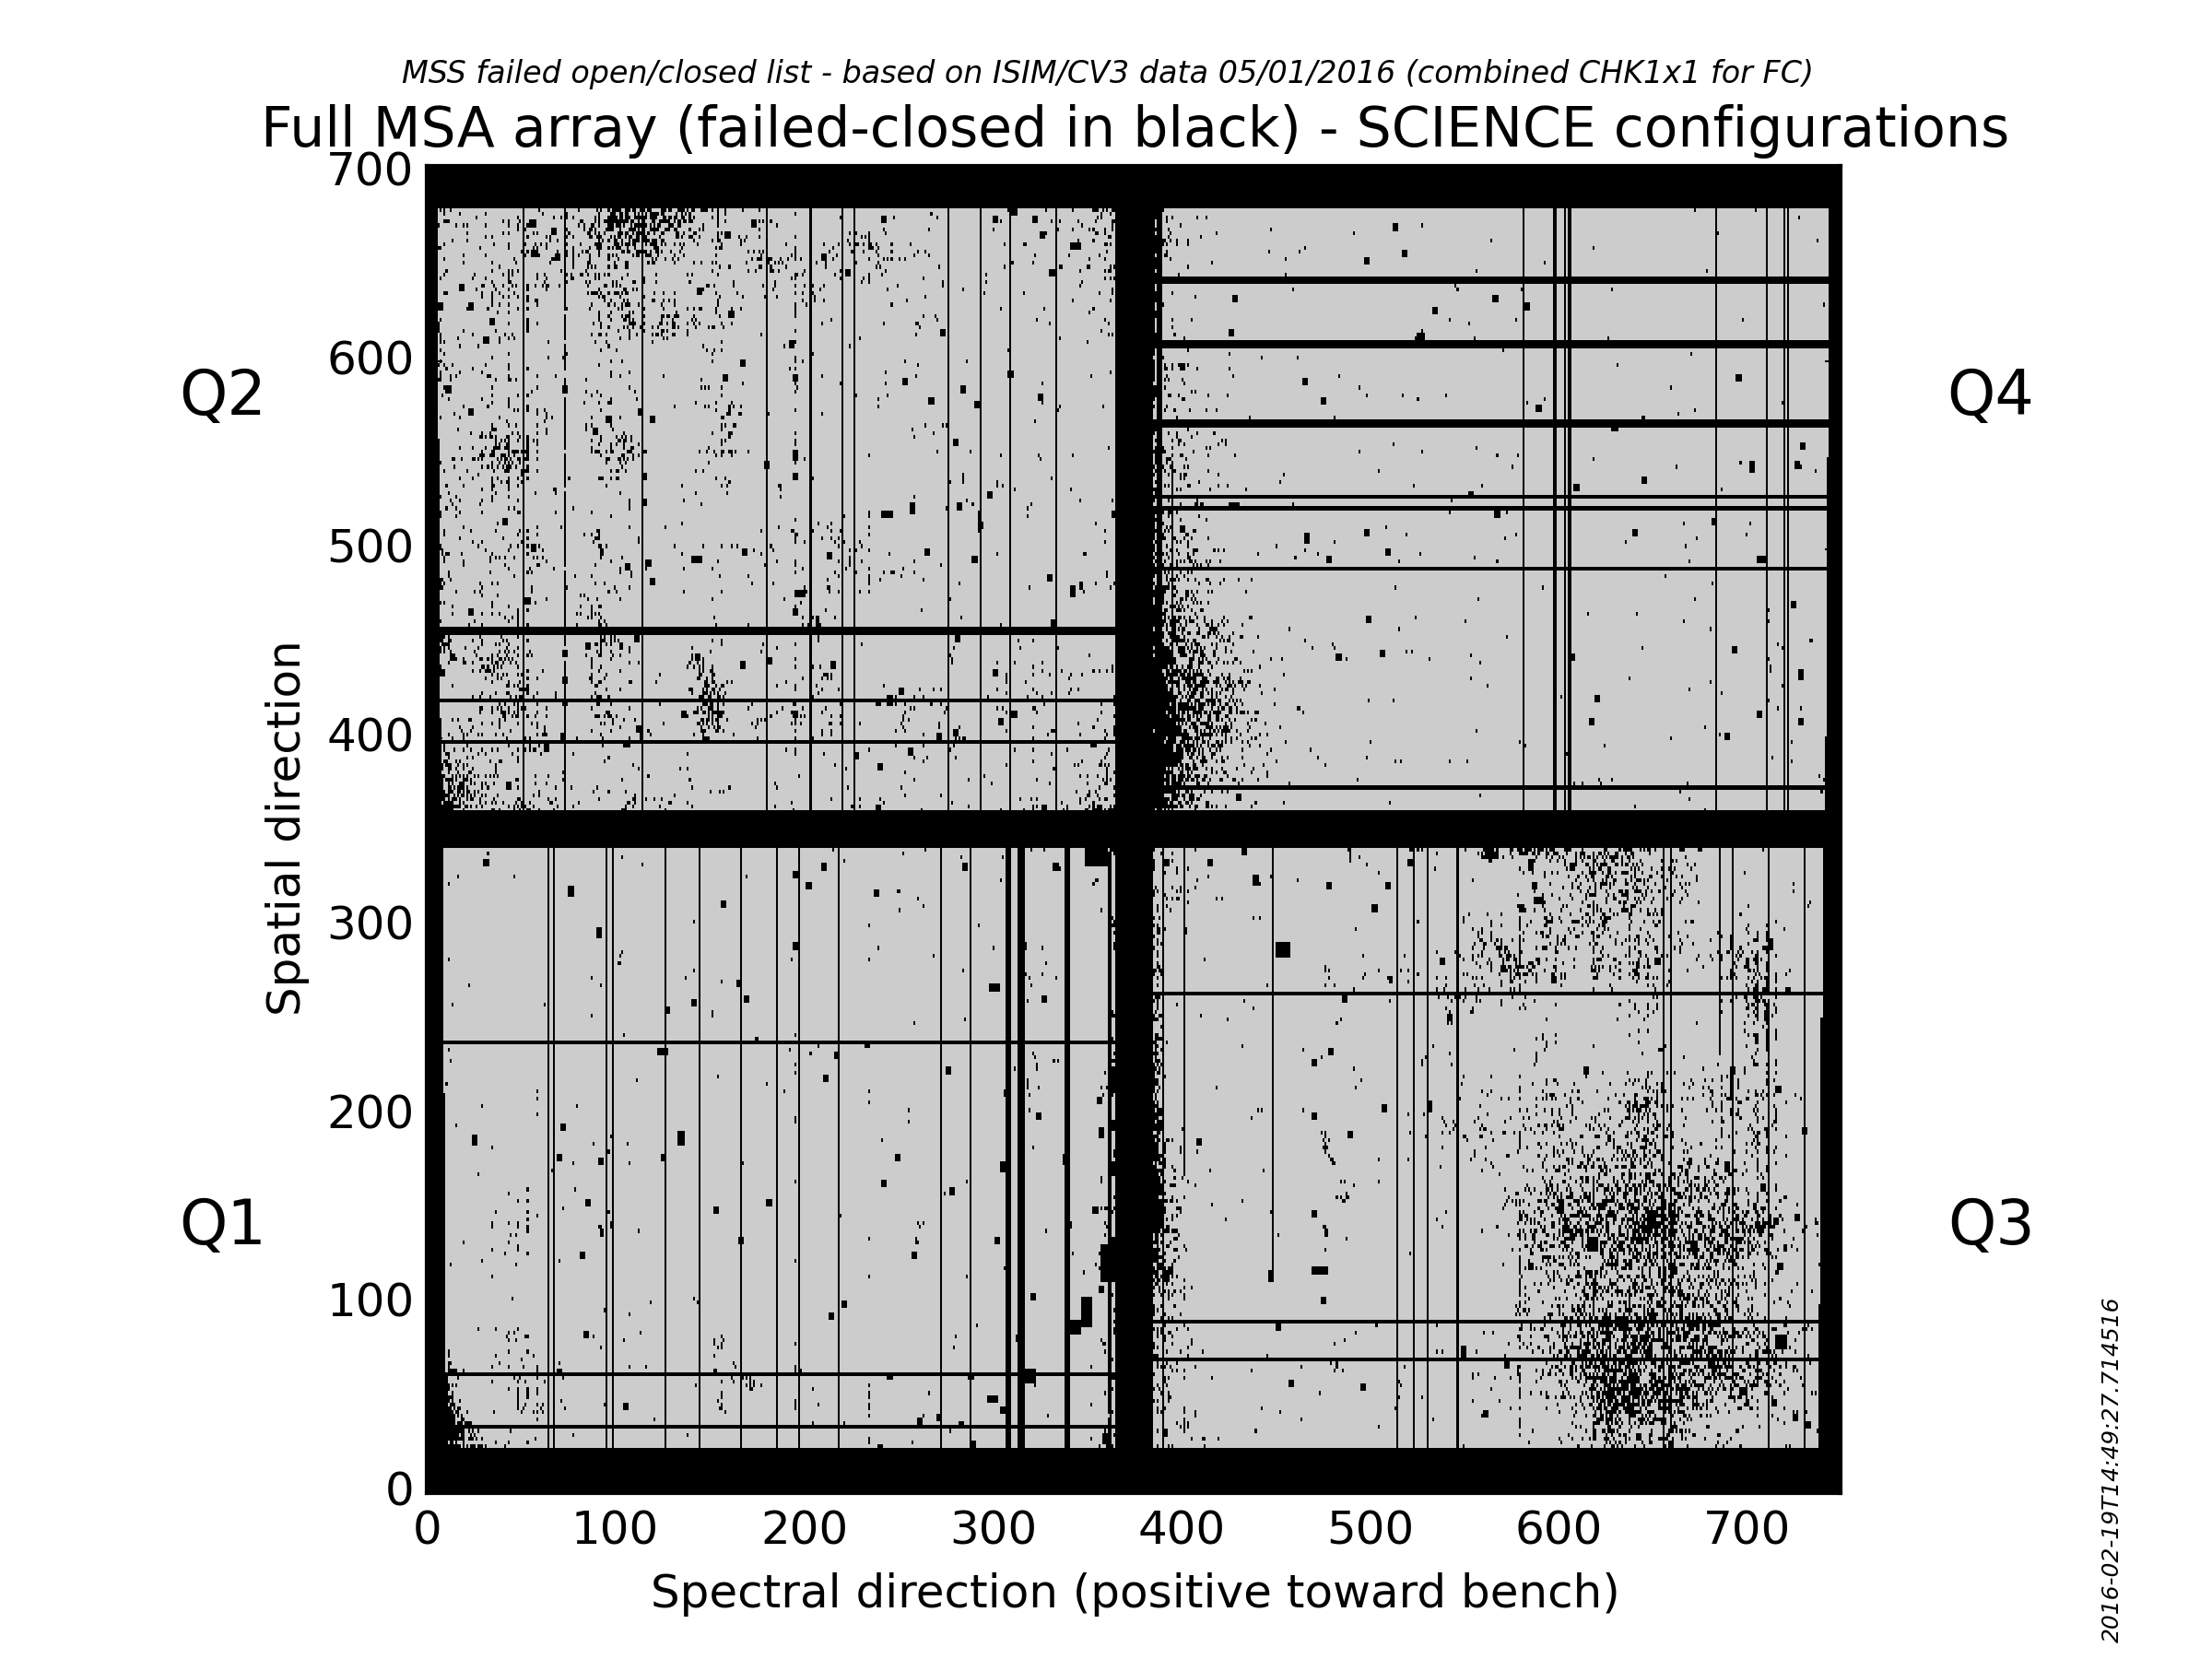 MSS failed open/closed list - based on ISIM/CV3 data 05/01/2016 (combined CHK1x1 for FC)
Full MSA array (failed-closed in black) - SCIENCE configurations
700
600
500
400
300
200
100
0
Spatial direction
Q2
Q4
Q1
Q3
0 100 200 300 400 500 600 700
Spectral direction (positive toward bench)
2016-02-19T14:49:27.714516